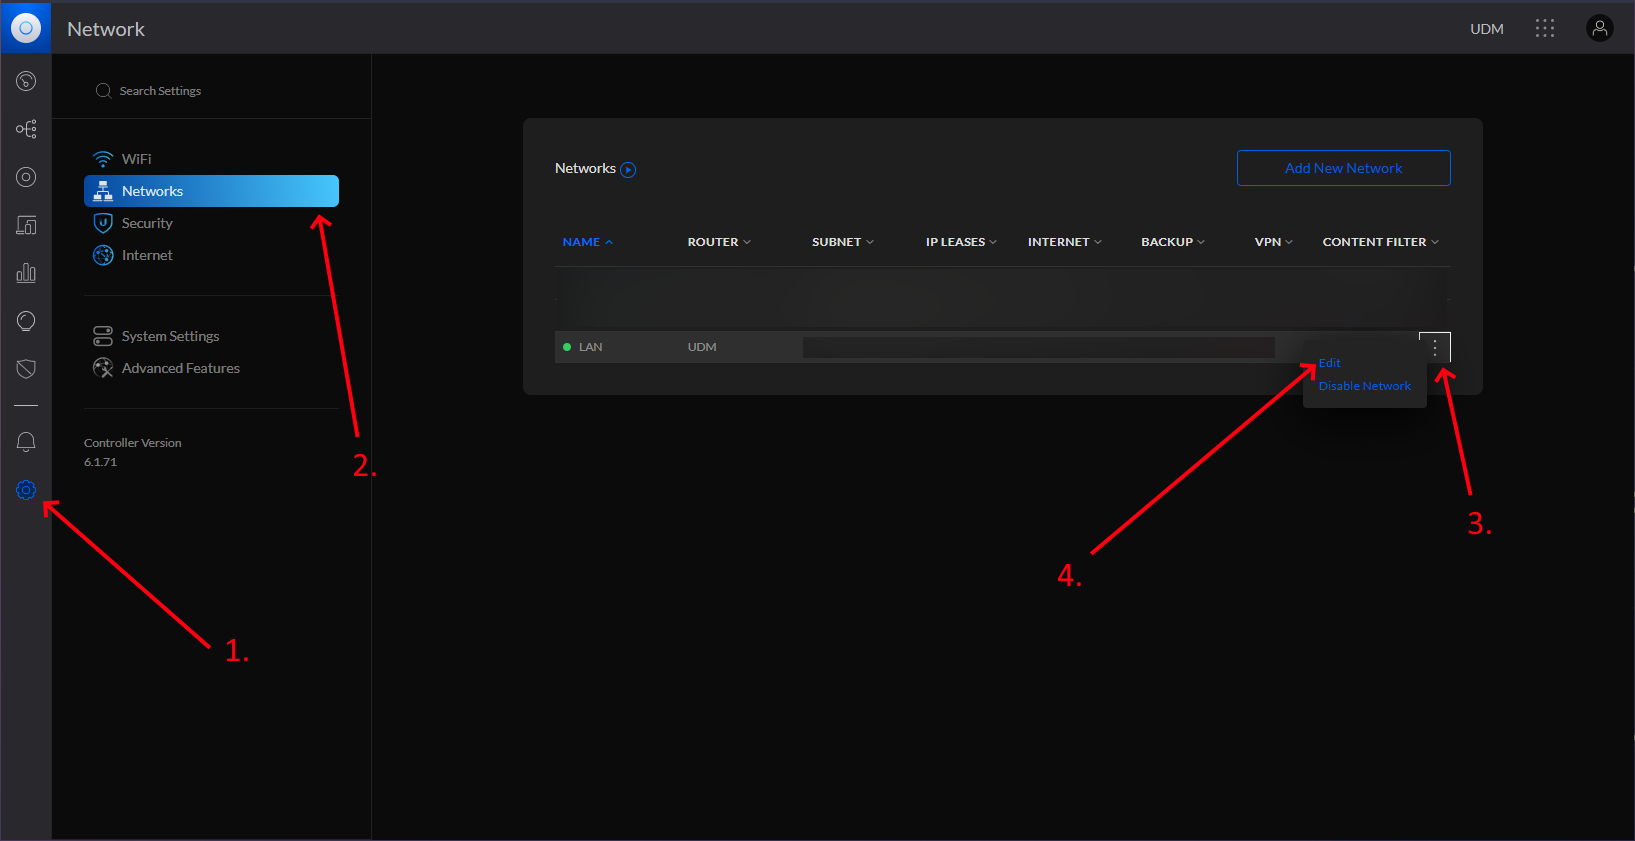 Network
UDM
Search Settings
WiFi
Networks
Security
Internet
System Settings
Advanced Features
Controller Version
6.1.71
Networks
Add New Network
NAME ROUTER SUBNET IP LEASES INTERNET BACKUP VPN CONTENT FILTER
LAN UDM
Edit
Disable Network
2.
3.
4.
1.